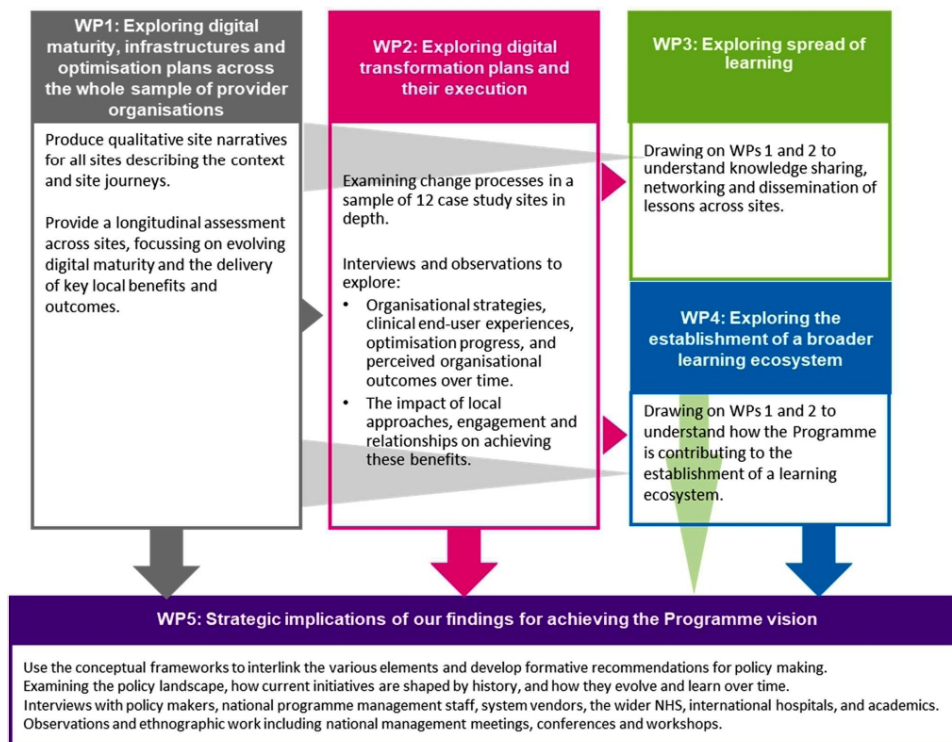 WP1: Exploring digital
maturity, infrastructures and
optimisation plans across
the whole sample of provider
organisations
Produce qualitative site narratives
for all sites describing the context
and site journeys.
Provide a longitudinal assessment
across sites, focussing on evolving
digital maturity and the delivery
of key local benefits and
outcomes.
WP2: Exploring digital
transformation plans and
their execution
Examining change processes in a
sample of 12 case study sites in
depth.
Interviews and observations to
explore:
• Organisational strategies,
clinical end-user experiences,
optimisation progress, and
perceived organisational
outcomes over time.
• The impact of local
approaches, engagement and
relationships on achieving
these benefits.
WP3: Exploring spread of
learning
Drawing on WPs 1 and 2 to
understand knowledge sharing,
networking and dissemination of
lessons across sites.
WP4: Exploring the
establishment of a broader
learning ecosystem
Drawing on WPs 1 and 2 to
understand how the Programme
is contributing to the
establishment of a learning
ecosystem.
WP5: Strategic implications of our findings for achieving the Programme vision
Use the conceptual frameworks to interlink the various elements and develop formative recommendations for policy making.
Examining the policy landscape, how current initiatives are shaped by history, and how they evolve and learn over time.
Interviews with policy makers, national programme management staff, system vendors, the wider NHS, international hospitals, and academics.
Observations and ethnographic work including national management meetings, conferences and workshops.